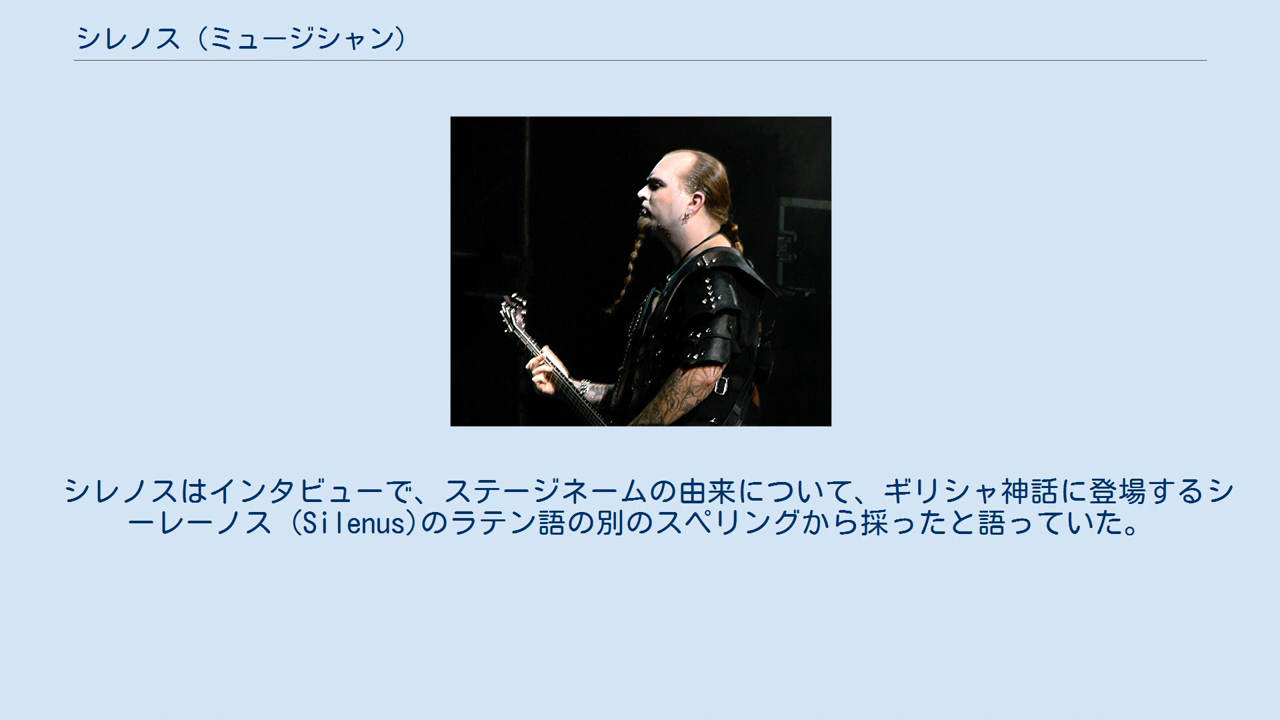 シレノス（ミュージシャン）
シレノスはインタビューで、ステージネームの由来について、ギリシャ神話に登場するシ
ーレーノス (Silenus)のラテン語の別のスペリングから採ったと語っていた。